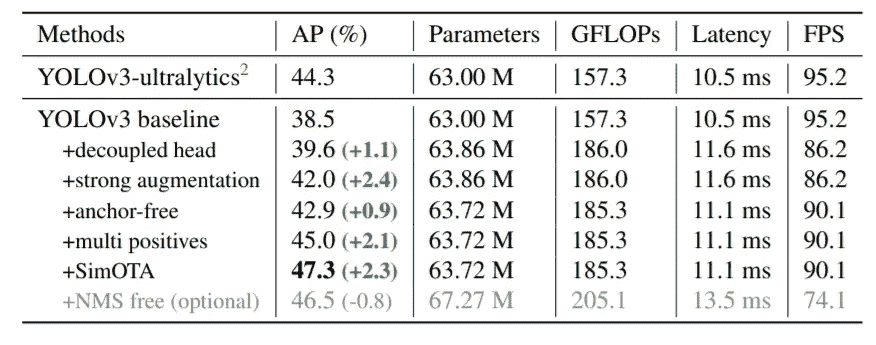 Methods AP (%) Parameters GFLOPs Latency FPS
YOLOv3-ultralytics² 44.3 63.00 M 157.3 10.5 ms 95.2
YOLOv3 baseline 38.5 63.00 M 157.3 10.5 ms 95.2
+decoupled head 39.6 (+1.1) 63.86 M 186.0 11.6 ms 86.2
+strong augmentation 42.0 (+2.4) 63.86 M 186.0 11.6 ms 86.2
+anchor-free 42.9 (+0.9) 63.72 M 185.3 11.1 ms 90.1
+multi positives 45.0 (+2.1) 63.72 M 185.3 11.1 ms 90.1
+SimOTA 47.3 (+2.3) 63.72 M 185.3 11.1 ms 90.1
+NMS free (optional) 46.5 (-0.8) 67.27 M 205.1 13.5 ms 74.1